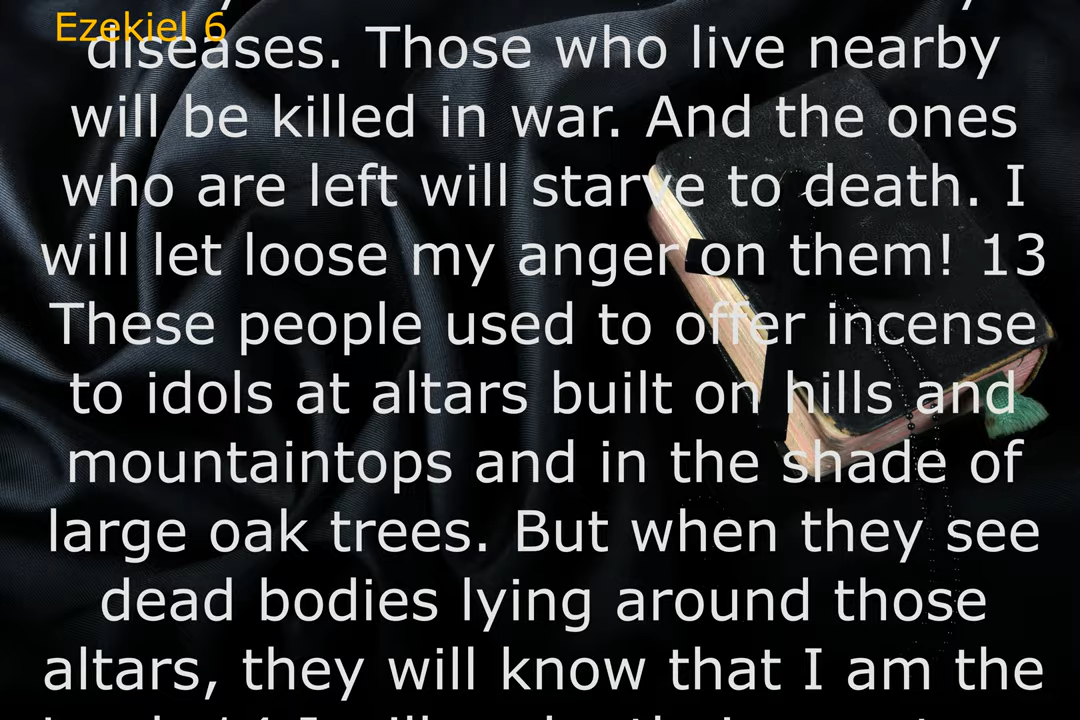 Ezekiel 6
diseases. Those who live nearby
will be killed in war. And the ones
who are left will starve to death. I
will let loose my anger on them! 13
These people used to offer incense
to idols at altars built on hills and
mountaintops and in the shade of
large oak trees. But when they see
dead bodies lying around those
altars, they will know that I am the